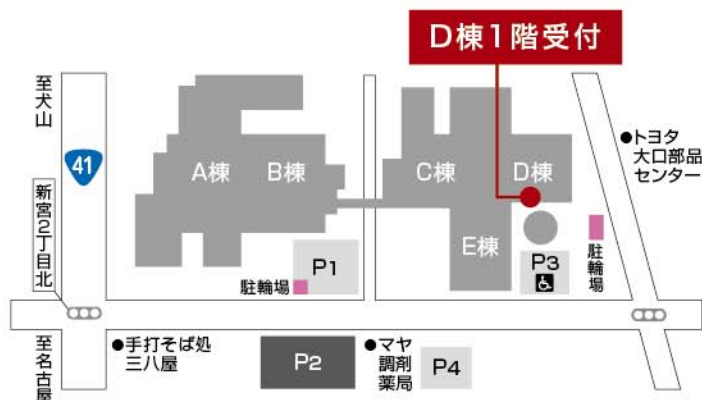 D棟1階受付
至犬山
41
新宮2丁目北
至名古屋
A棟
B棟
C棟
D棟
E棟
●トヨタ
大口部品
センター
P1
駐輪場
P3
駐輪場
●手打そば処
三八屋
P2
●マヤ
調剤
薬局
P4